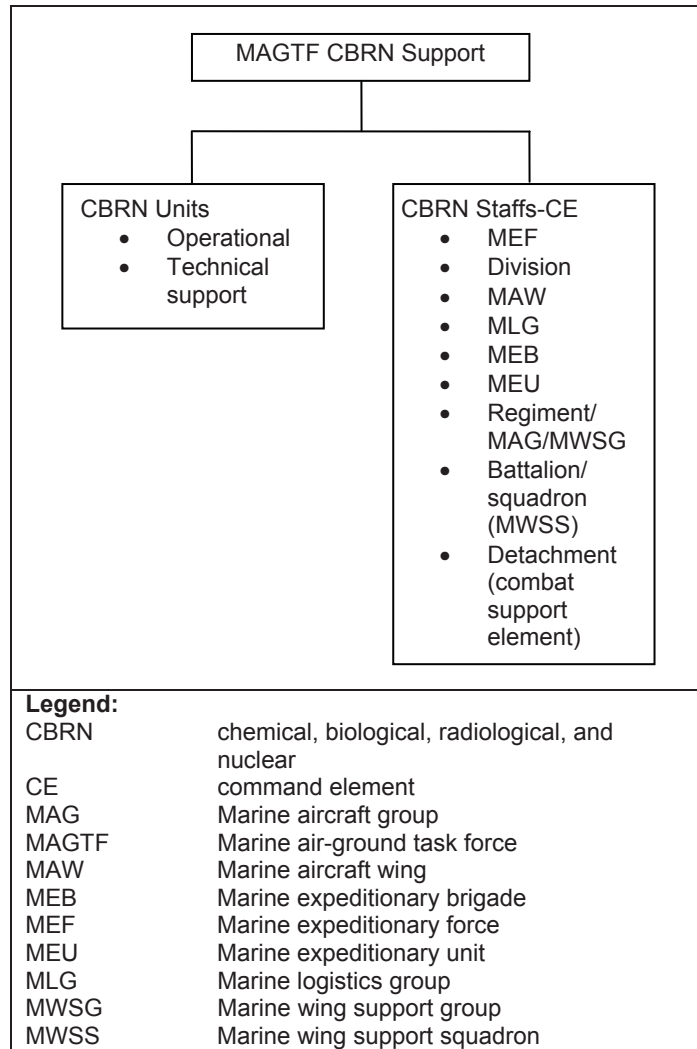 MAGTF CBRN Support
CBRN Units
• Operational
• Technical
support
CBRN Staffs-CE
• MEF
• Division
• MAW
• MLG
• MEB
• MEU
• Regiment/
MAG/MWSG
• Battalion/
squadron
(MWSS)
• Detachment
(combat
support
element)
Legend:
CBRN chemical, biological, radiological, and
nuclear
CE command element
MAG Marine aircraft group
MAGTF Marine air-ground task force
MAW Marine aircraft wing
MEB Marine expeditionary brigade
MEF Marine expeditionary force
MEU Marine expeditionary unit
MLG Marine logistics group
MWSG Marine wing support group
MWSS Marine wing support squadron